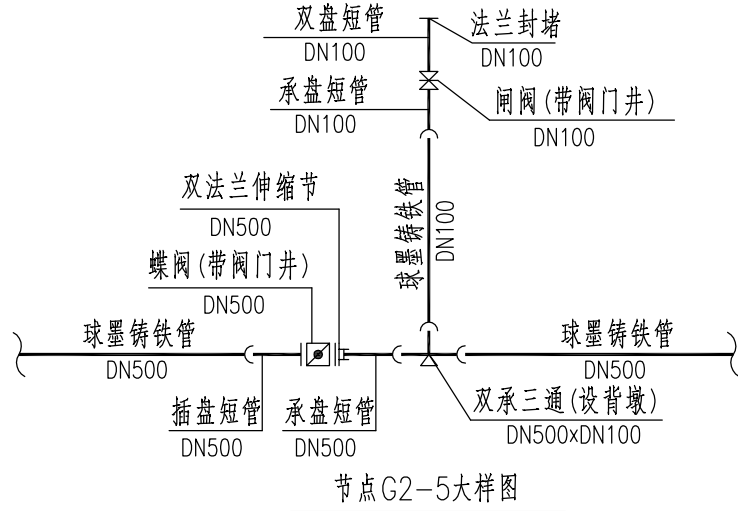 双盘短管
DN100
法兰封堵
DN100
承盘短管
DN100
闸阀(带阀门井)
DN100
球墨铸铁管
DN100
双法兰伸缩节
DN500
蝶阀(带阀门井)
DN500
球墨铸铁管
DN500
球墨铸铁管
DN500
插盘短管
DN500
承盘短管
DN500
双承三通(设背墩)
DN500xDN100
节点G2-5大样图